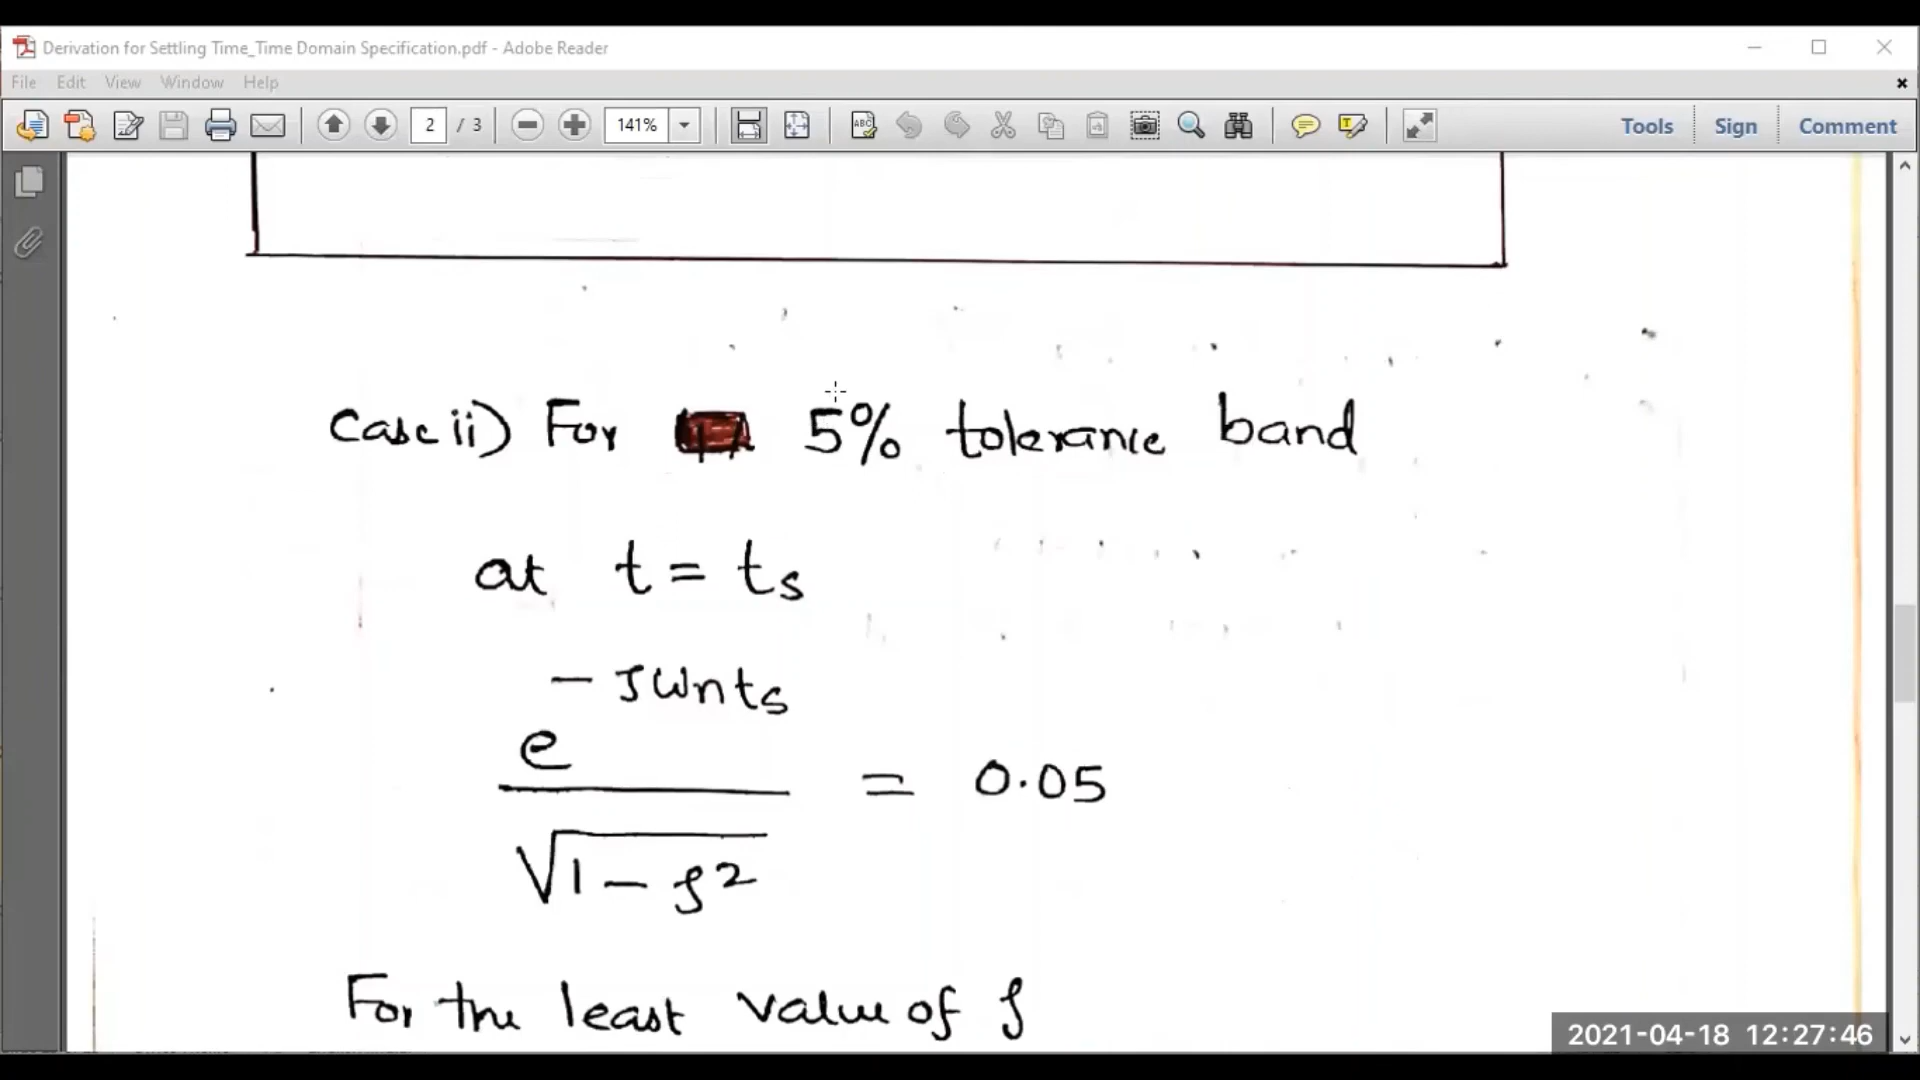 Derivation for Settling Time_Time Domain Specification.pdf - Adobe Reader
File Edit View Window Help
2 / 3 141% Tools Sign Comment
Case ii) For 5% tolerance band
at t = ts
- ζωnts
e
= 0.05
√1 - ζ2
For the least value of ζ
2021-04-18 12:27:46